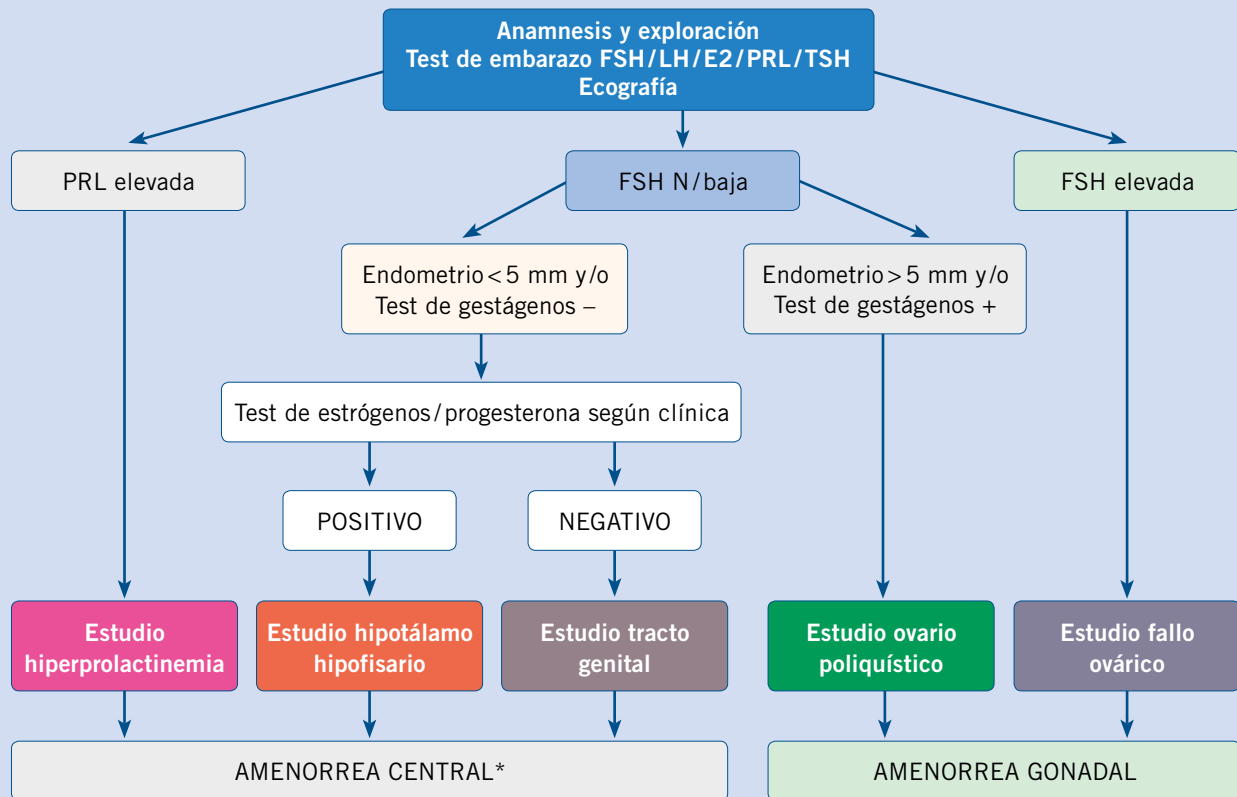 Anamnesis y exploración
Test de embarazo FSH/LH/E2/PRL/TSH
Ecografía
PRL elevada
FSH N/baja
FSH elevada
Endometrio < 5 mm y/o
Test de gestágenos –
Endometrio > 5 mm y/o
Test de gestágenos +
Test de estrógenos/progesterona según clínica
POSITIVO
NEGATIVO
Estudio
hiperprolactinemia
Estudio hipotálamo
hipofisario
Estudio tracto
genital
Estudio ovario
poliquístico
Estudio fallo
ovárico
AMENORREA CENTRAL*
AMENORREA GONADAL